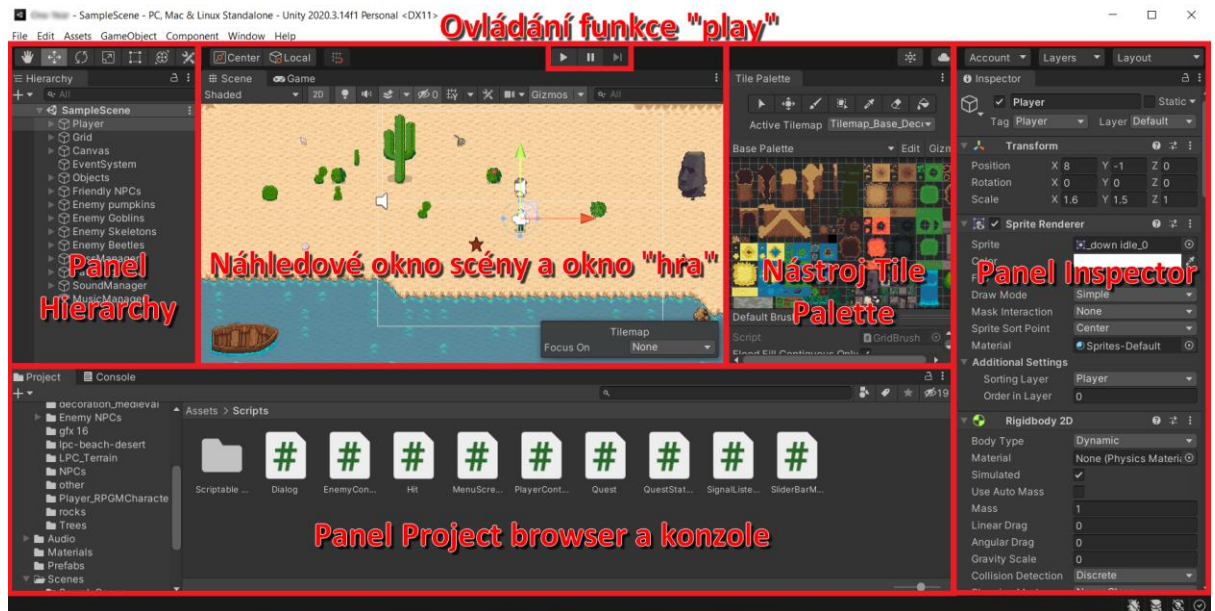 - SampleScene - PC, Mac & Linux Standalone - Unity 2020.3.14f1 Personal <DX11>
Ovládání funkce "play"
File Edit Assets GameObject Component Window Help
Center Local
Account Layers Layout
Hierarchy
All
SampleScene
Player
Grid
Canvas
EventSystem
Objects
Friendly NPCs
Enemy pumpkins
Enemy Goblins
Enemy Skeletons
Enemy Beetles
SoundManager
MusicManager
Panel
Hierarchy
Scene Game
Shaded 2D 0 Gizmos All
Náhledové okno scény a okno "hra"
Tilemap
Focus On None
Tile Palette
Active Tilemap Tilemap_Base_Deco
Base Palette Edit Gizn
Nástroj Tile
Palette
Default Brush
Script GridBrush
Flood Fill Contiguous Only
Inspector
Player Static
Tag Player Layer Default
Transform
Position X 8 Y -1 Z 0
Rotation X 0 Y 0 Z 0
Scale X 1.6 Y 1.5 Z 1
Sprite Renderer
Sprite _down idle_0
Color
Panel Inspector
Draw Mode Simple
Mask Interaction None
Sprite Sort Point Center
Material Sprites-Default
Additional Settings
Sorting Layer Player
Order in Layer 0
Rigidbody 2D
Body Type Dynamic
Material None (Physics Materia
Simulated
Use Auto Mass
Mass 1
Linear Drag 0
Angular Drag 0
Gravity Scale 0
Collision Detection Discrete
Project Console
19
decoration_medieval
Enemy NPCs
gfx 16
lpc-beach-desert
LPC_Terrain
NPCs
other
Player_RPGMCharacte
rocks
Trees
Audio
Materials
Prefabs
Scenes
Assets > Scripts
Scriptable ... Dialog EnemyCon... Hit MenuScre... PlayerCont... Quest QuestStat... SignalListe... SliderBarM...
Panel Project browser a konzole